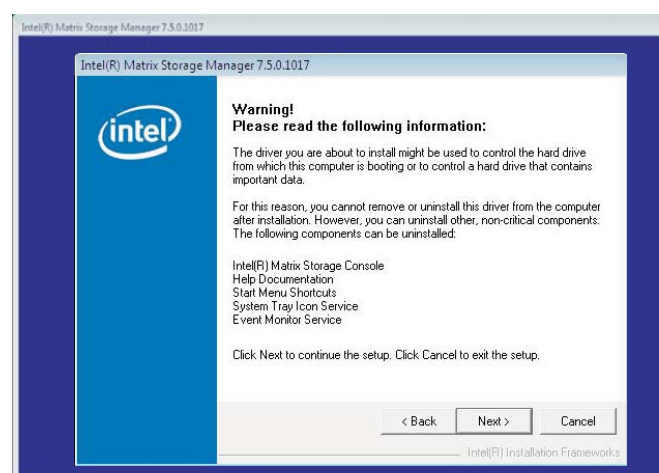 Intel(R) Matrix Storage Manager 7.5.0.1017
Intel(R) Matrix Storage Manager 7.5.0.1017
intel
Warning!
Please read the following information:
The driver you are about to install might be used to control the hard drive
from which this computer is booting or to control a hard drive that contains
important data.
For this reason, you cannot remove or uninstall this driver from the computer
after installation. However, you can uninstall other, non-critical components.
The following components can be uninstalled:
Intel(R) Matrix Storage Console
Help Documentation
Start Menu Shortcuts
System Tray Icon Service
Event Monitor Service
Click Next to continue the setup. Click Cancel to exit the setup.
< Back Next > Cancel
Intel(R) Installation Frameworks